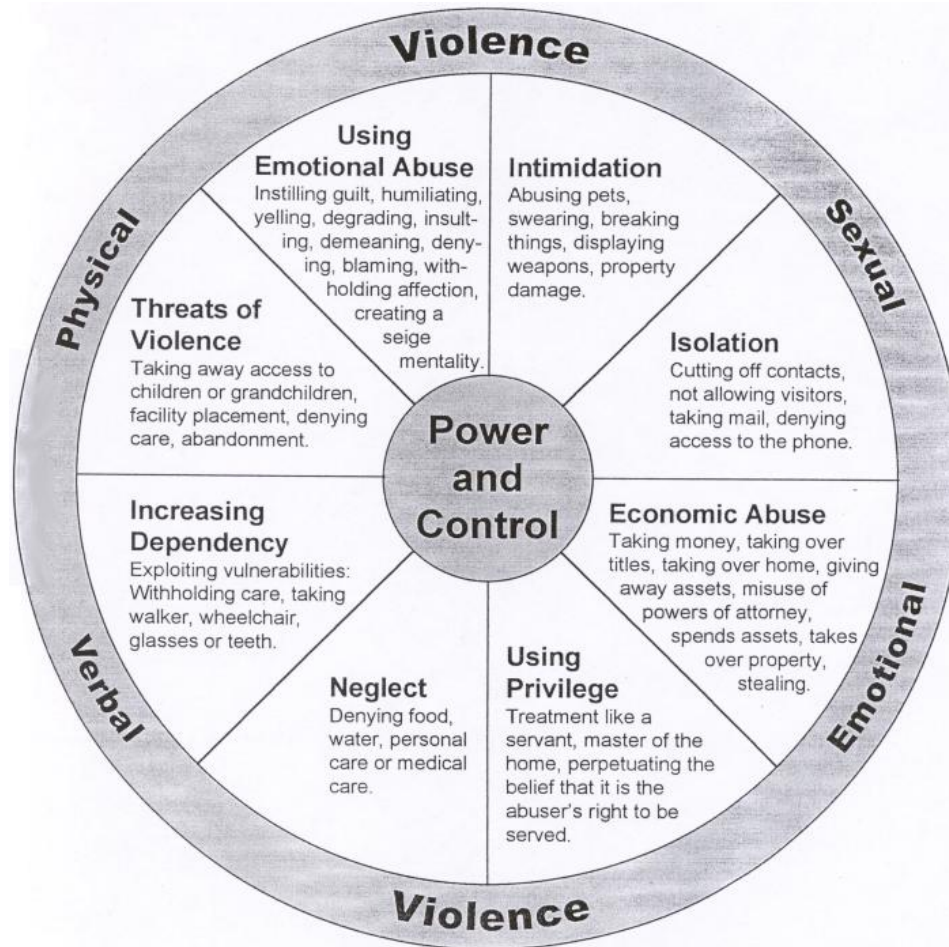 Violence
Physical
Sexual
Using
Emotional Abuse
Instilling guilt, humiliating,
yelling, degrading, insult-
ing, demeaning, deny-
ing, blaming, with-
holding affection,
creating a
seige
mentality.
Intimidation
Abusing pets,
swearing, breaking
things, displaying
weapons, property
damage.
Threats of
Violence
Taking away access to
children or grandchildren,
facility placement, denying
care, abandonment.
Isolation
Cutting off contacts,
not allowing visitors,
taking mail, denying
access to the phone.
Power
and
Control
Increasing
Dependency
Exploiting vulnerabilities:
Withholding care, taking
walker, wheelchair,
glasses or teeth.
Economic Abuse
Taking money, taking over
titles, taking over home, giving
away assets, misuse of
powers of attorney,
spends assets, takes
over property,
stealing.
Neglect
Denying food,
water, personal
care or medical
care.
Using
Privilege
Treatment like a
servant, master of the
home, perpetuating the
belief that it is the
abuser's right to be
served.
Verbal
Emotional
Violence